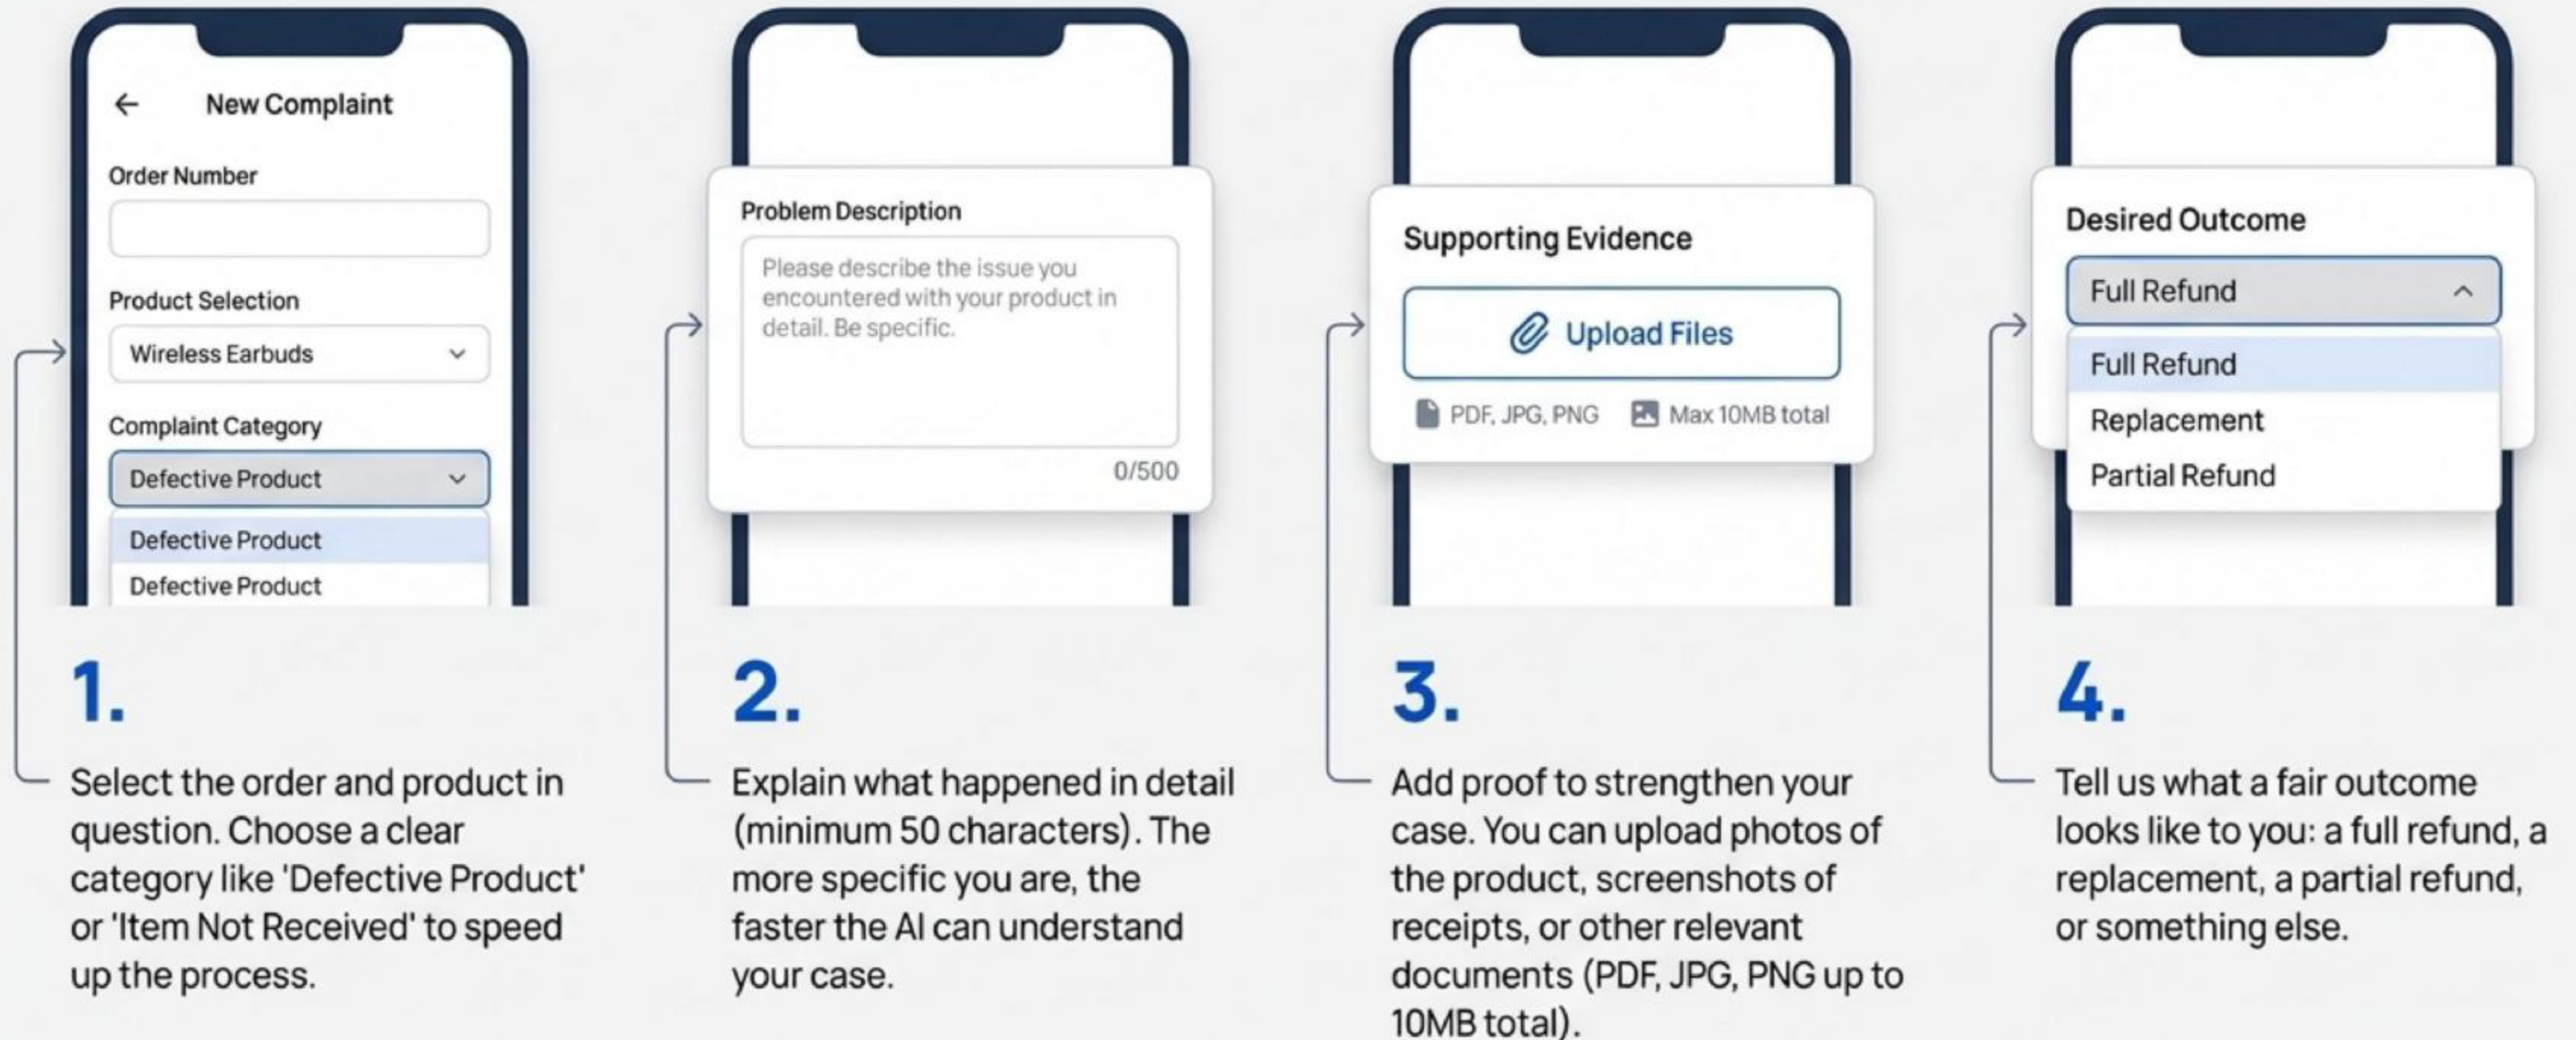 New Complaint
Order Number
Product Selection
Wireless Earbuds
Complaint Category
Defective Product
Defective Product
Defective Product
1.
Select the order and product in
question. Choose a clear
category like 'Defective Product'
or 'Item Not Received' to speed
up the process.
Problem Description
Please describe the issue you
encountered with your product in
detail. Be specific.
0/500
2.
Explain what happened in detail
(minimum 50 characters). The
more specific you are, the
faster the AI can understand
your case.
Supporting Evidence
Upload Files
PDF, JPG, PNG Max 10MB total
3.
Add proof to strengthen your
case. You can upload photos of
the product, screenshots of
receipts, or other relevant
documents (PDF, JPG, PNG up to
10MB total).
Desired Outcome
Full Refund
Full Refund
Replacement
Partial Refund
4.
Tell us what a fair outcome
looks like to you: a full refund, a
replacement, a partial refund,
or something else.